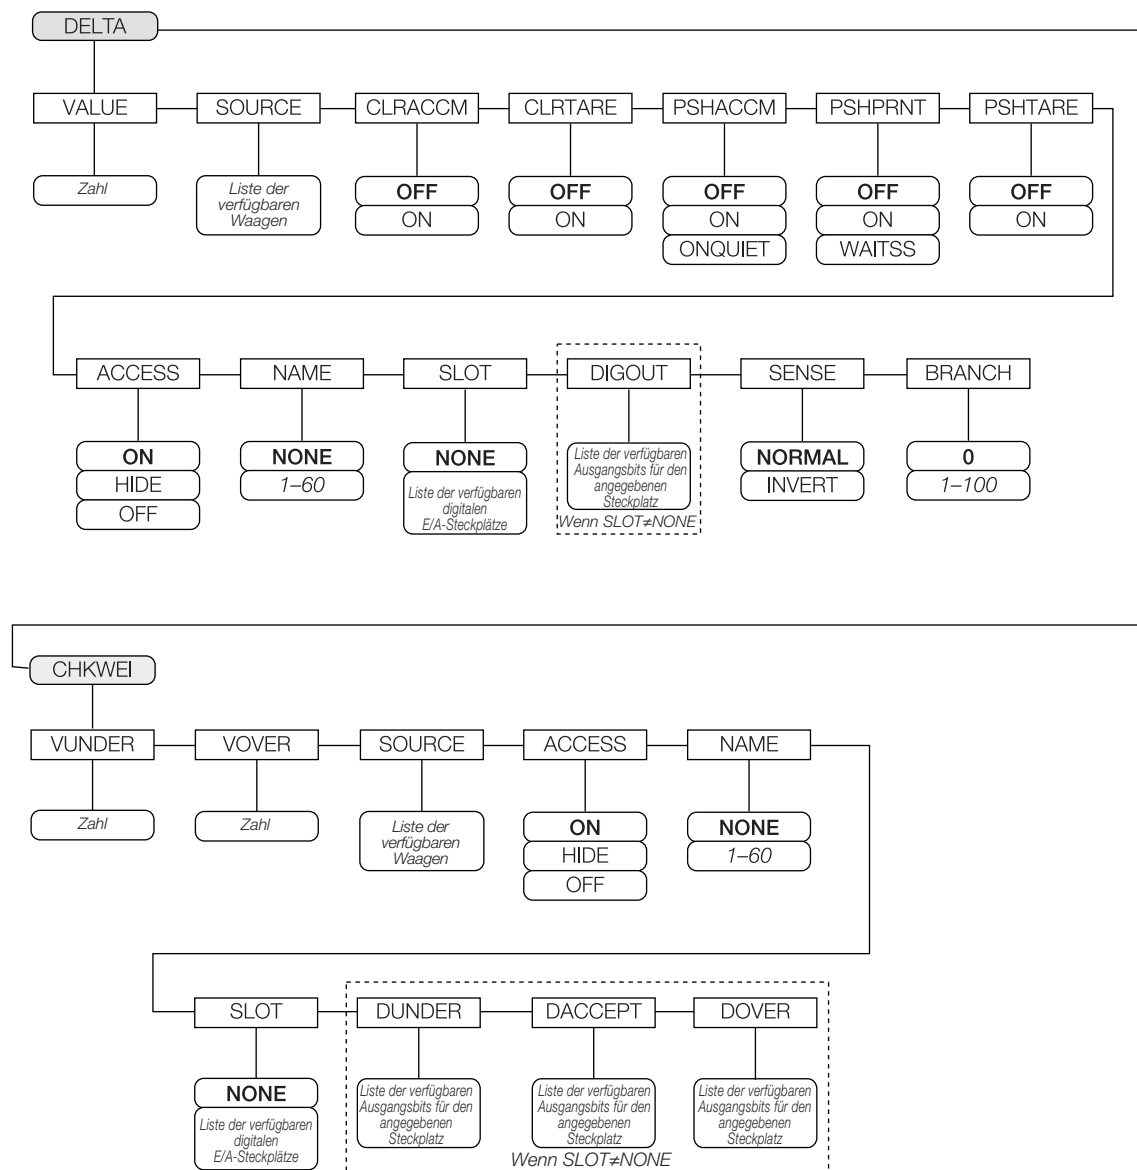 DELTA
VALUE SOURCE CLRACCM CLRTARE PSHACCM PSHPRNT PSHTARE
Zahl
Liste der
verfügbaren
Waagen
OFF
ON
OFF
ON
OFF
ON
ONQUIET
OFF
ON
WAITSS
OFF
ON
ACCESS NAME SLOT DIGOUT SENSE BRANCH
ON
HIDE
OFF
NONE
1–60
NONE
Liste der verfügbaren
digitalen
E/A-Steckplätze
Liste der verfügbaren
Ausgangsbits für den
angegebenen
Steckplatz
Wenn SLOT≠NONE
NORMAL
INVERT
0
1–100
CHKWEI
VUNDER VOVER SOURCE ACCESS NAME
Zahl
Zahl
Liste der
verfügbaren
Waagen
ON
HIDE
OFF
NONE
1–60
SLOT DUNDER DACCEPT DOVER
NONE
Liste der verfügbaren
digitalen
E/A-Steckplätze
Liste der verfügbaren
Ausgangsbits für den
angegebenen
Steckplatz
Liste der verfügbaren
Ausgangsbits für den
angegebenen
Steckplatz
Liste der verfügbaren
Ausgangsbits für den
angegebenen
Steckplatz
Wenn SLOT≠NONE